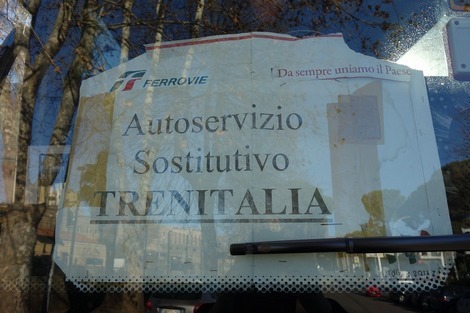 FERROVIE
Da sempre uniamo il Paese
Autoservizio
Sostitutivo
TRENITALIA